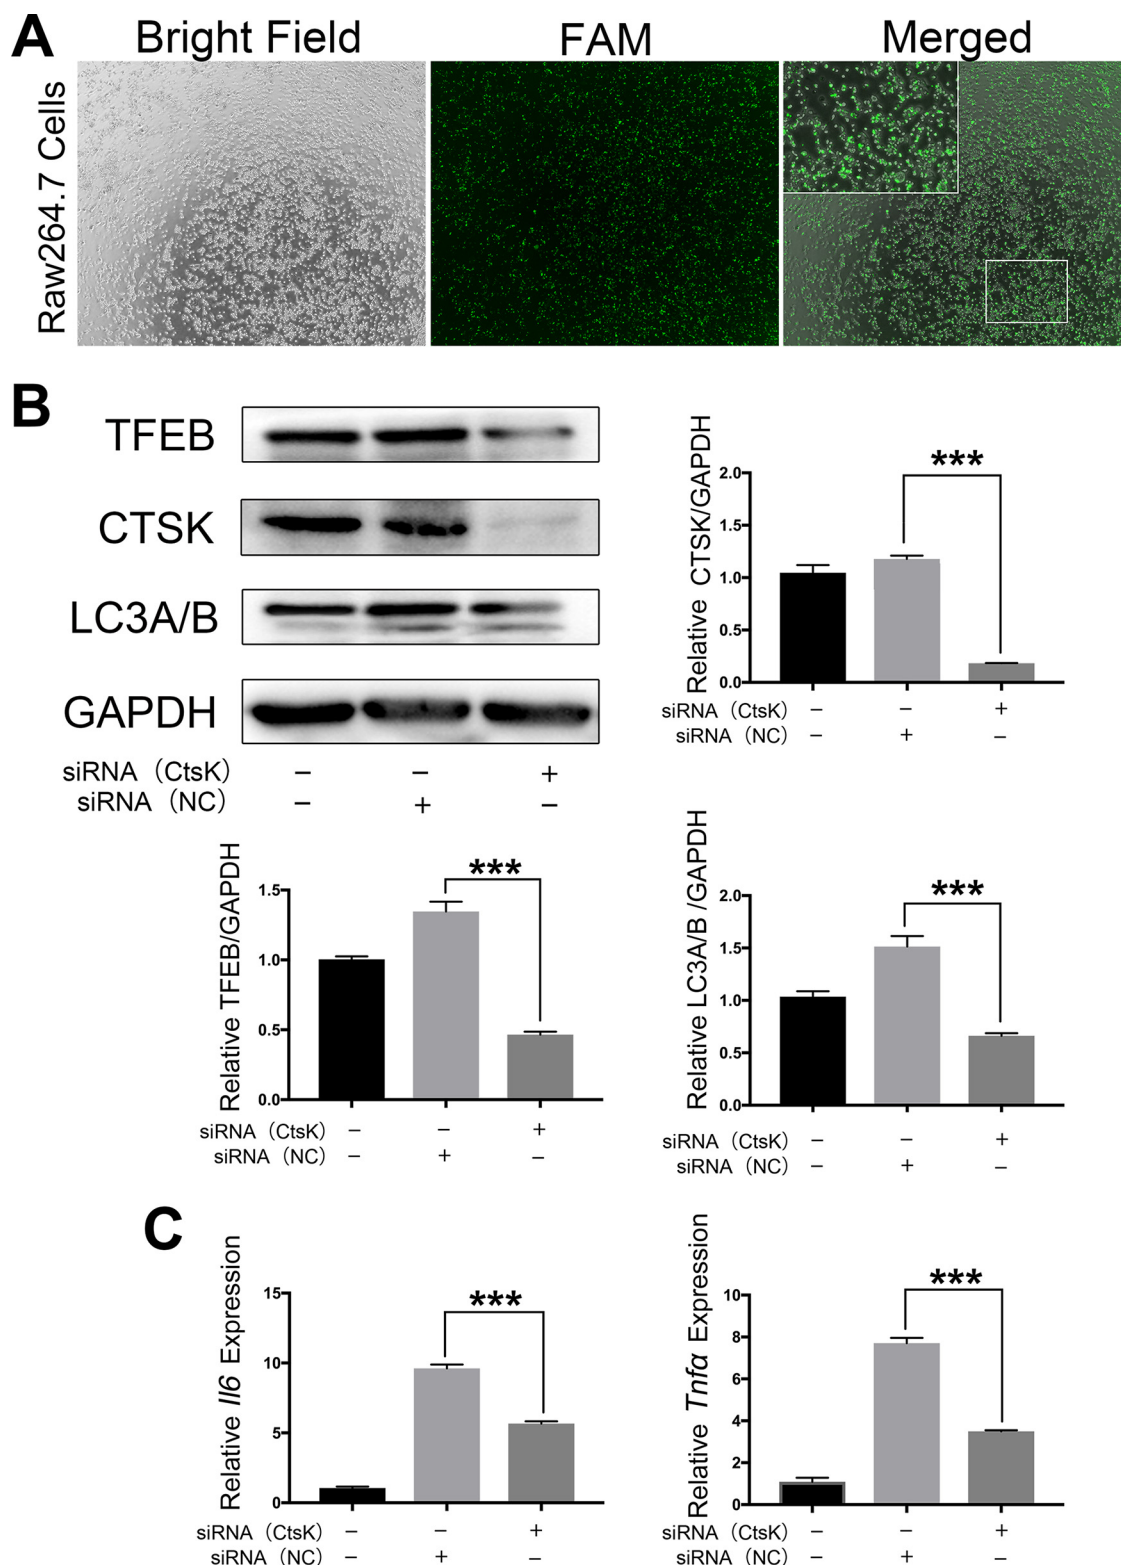 A
Bright Field
FAM
Merged
Raw264.7 Cells
B
TFEB
CTSK
LC3A/B
GAPDH
siRNA（CtsK） − − +
siRNA（NC） − + −
Relative CTSK/GAPDH
2.0
1.5
1.0
0.5
0.0
***
siRNA（CtsK） − − +
siRNA（NC） − + −
Relative TFEB/GAPDH
1.5
1.0
0.5
0.0
***
siRNA（CtsK） − − +
siRNA（NC） − + −
Relative LC3A/B /GAPDH
2.0
1.5
1.0
0.5
0.0
***
siRNA（CtsK） − − +
siRNA（NC） − + −
C
Relative Il6 Expression
15
10
5
0
***
siRNA（CtsK） − − +
siRNA（NC） − + −
Relative Tnfα Expression
10
8
6
4
2
0
***
siRNA（CtsK） − − +
siRNA（NC） − + −